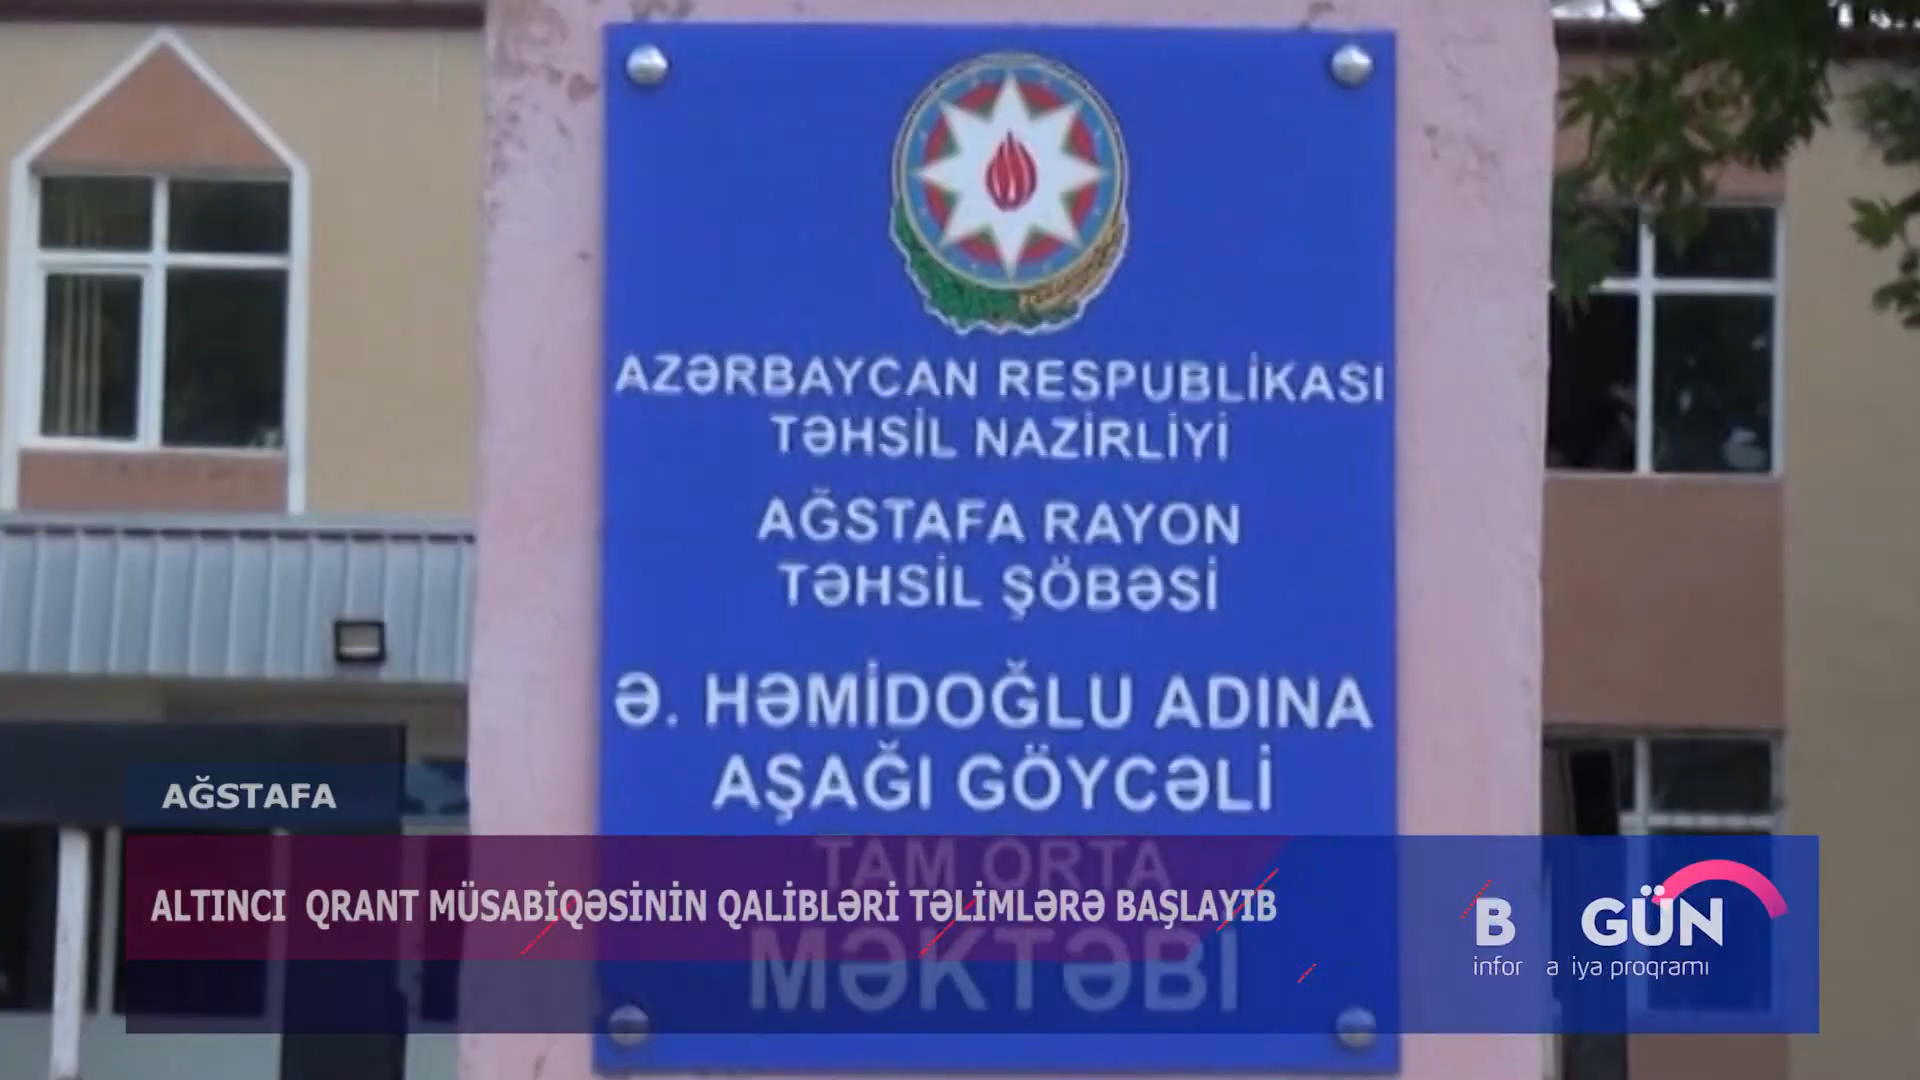 AZƏRBAYCAN RESPUBLİKASI
TƏHSİL NAZİRLİYİ
AĞSTAFA RAYON
TƏHSİL ŞÖBƏSİ
Ə. HƏMİDOĞLU ADINA
AŞAĞI GÖYCƏLİ
TAM ORTA
MƏKTƏBİ
AĞSTAFA
ALTINCI QRANT MÜSABİQƏSİNİN QALİBLƏRİ TƏLİMLƏRƏ BAŞLAYIB
B GÜN
infor a iya proqramı